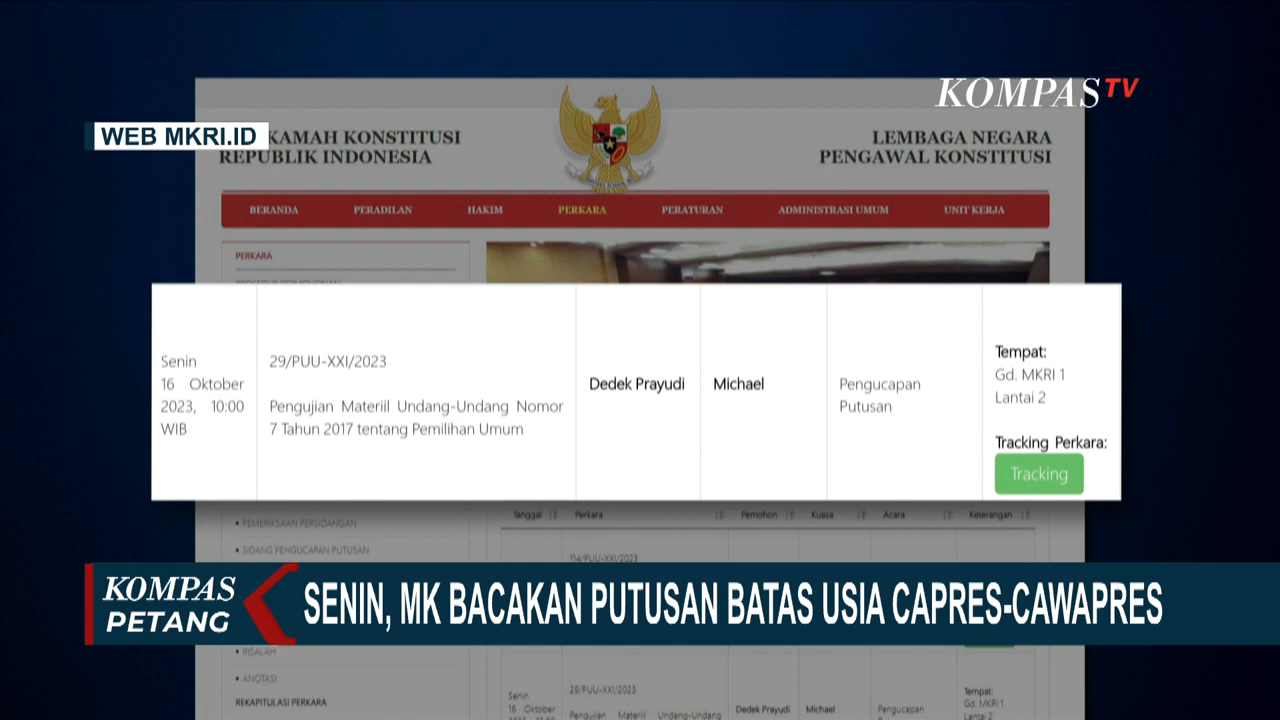 KOMPAS TV
WEB MKRI.ID
KAMAH KONSTITUSI
REPUBLIK INDONESIA
LEMBAGA NEGARA
PENGAWAL KONSTITUSI
BERANDA
PERADILAN
HAKIM
PERKARA
PERATURAN
ADMINISTRASI UMUM
UNIT KERJA
PERKARA
Senin
16 Oktober
2023, 10:00
WIB
29/PUU-XXI/2023
Pengujian Materiil Undang-Undang Nomor
7 Tahun 2017 tentang Pemilihan Umum
Dedek Prayudi
Michael
Pengucapan
Putusan
Tempat:
Gd. MKRI 1
Lantai 2
Tracking Perkara:
Tracking
Tanggal
Perkara
Pemohon
Kuasa
Acara
Keterangan
• PEMERIKSAAN PERSIDANGAN
• SIDANG PENGUCAPAN PUTUSAN
114/PUU-XXI/2023
KOMPAS
PETANG
SENIN, MK BACAKAN PUTUSAN BATAS USIA CAPRES-CAWAPRES
• RISALAH
• ANOTASI
REKAPITULASI PERKARA
Senin
16 Oktober
29/PUU-XXI/2023
Pengujian Materiil Undang-Undang
Dedek Prayudi
Michael
Pengucapan
Tempat:
Gd. MKRI 1
Lantai 2